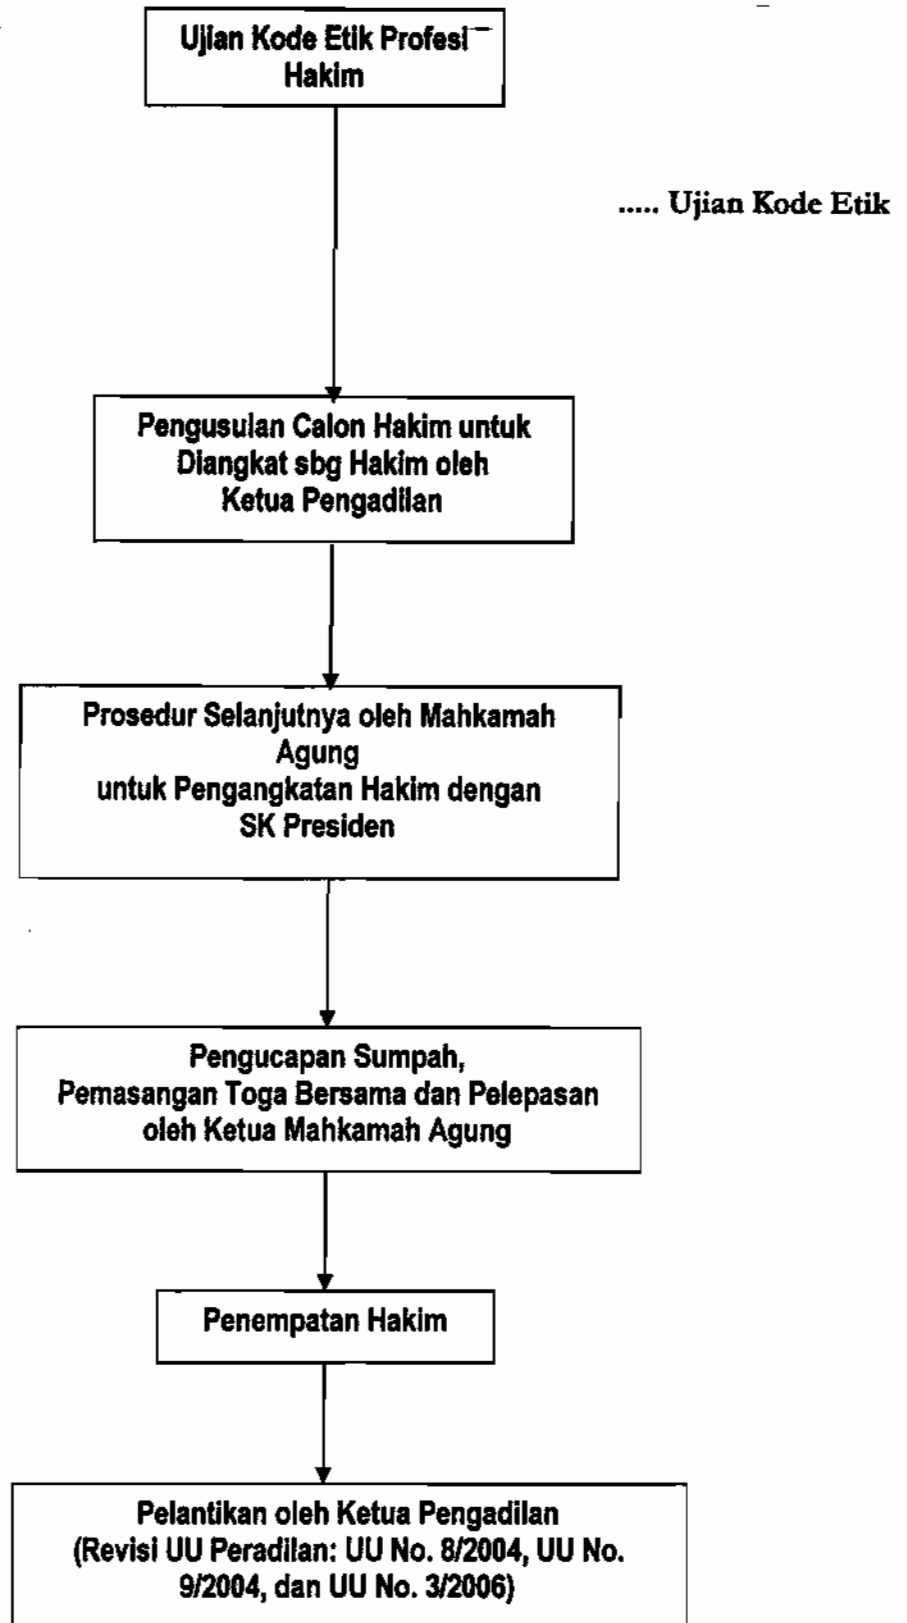 Ujian Kode Etik Profesi
Hakim
..... Ujian Kode Etik
Pengusulan Calon Hakim untuk
Diangkat sbg Hakim oleh
Ketua Pengadilan
Prosedur Selanjutnya oleh Mahkamah
Agung
untuk Pengangkatan Hakim dengan
SK Presiden
Pengucapan Sumpah,
Pemasangan Toga Bersama dan Pelepasan
oleh Ketua Mahkamah Agung
Penempatan Hakim
Pelantikan oleh Ketua Pengadilan
(Revisi UU Peradilan: UU No. 8/2004, UU No.
9/2004, dan UU No. 3/2006)